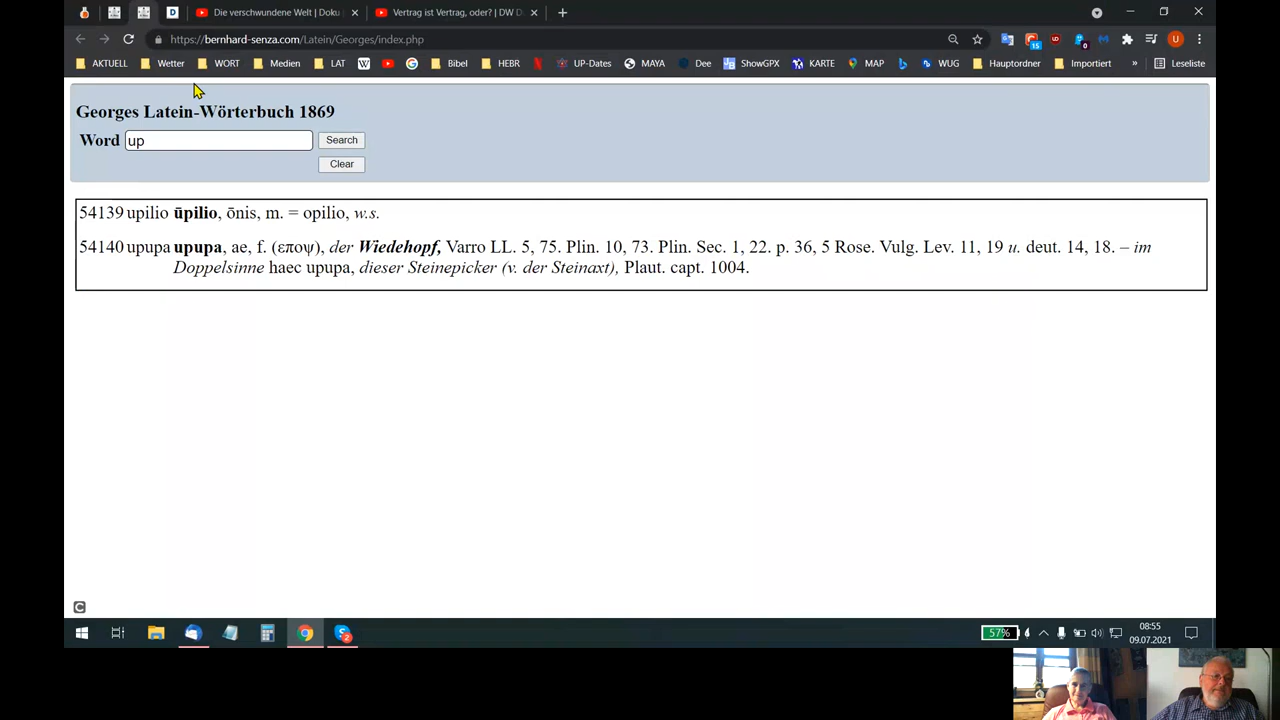 Die verschwundene Welt | Doku
Vertrag ist Vertrag, oder? | DW D
https://bernhard-senza.com/Latein/Georges/index.php
15
0
U
AKTUELL
Wetter
WORT
Medien
LAT
Bibel
HEBR
UP-Dates
MAYA
Dee
ShowGPX
KARTE
MAP
WUG
Hauptordner
Importiert
»
Leseliste
Georges Latein-Wörterbuch 1869
Word up Search
Clear
54139 upilio ūpilio, ōnis, m. = opilio, w.s.
54140 upupa upupa, ae, f. (εποψ), der Wiedehopf, Varro LL. 5, 75. Plin. 10, 73. Plin. Sec. 1, 22. p. 36, 5 Rose. Vulg. Lev. 11, 19 u. deut. 14, 18. – im
Doppelsinne haec upupa, dieser Steinepicker (v. der Steinaxt), Plaut. capt. 1004.
57%
08:55
09.07.2021